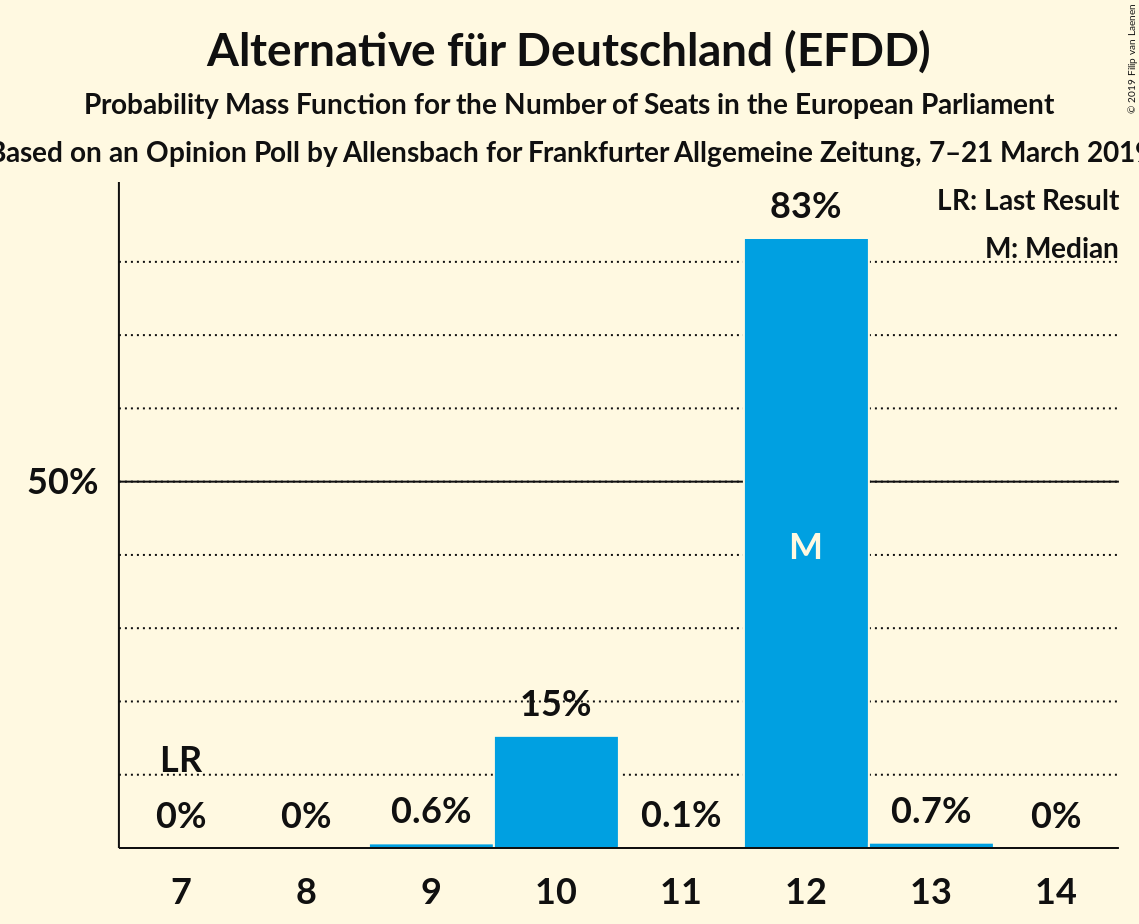 Alternative für Deutschland (EFDD)
Probability Mass Function for the Number of Seats in the European Parliament
Based on an Opinion Poll by Allensbach for Frankfurter Allgemeine Zeitung, 7–21 March 2019
© 2019 Filip van Laenen
LR: Last Result
M: Median
83%
50%
M
15%
LR
0% 0% 0.6% 0.1% 0.7% 0%
7 8 9 10 11 12 13 14